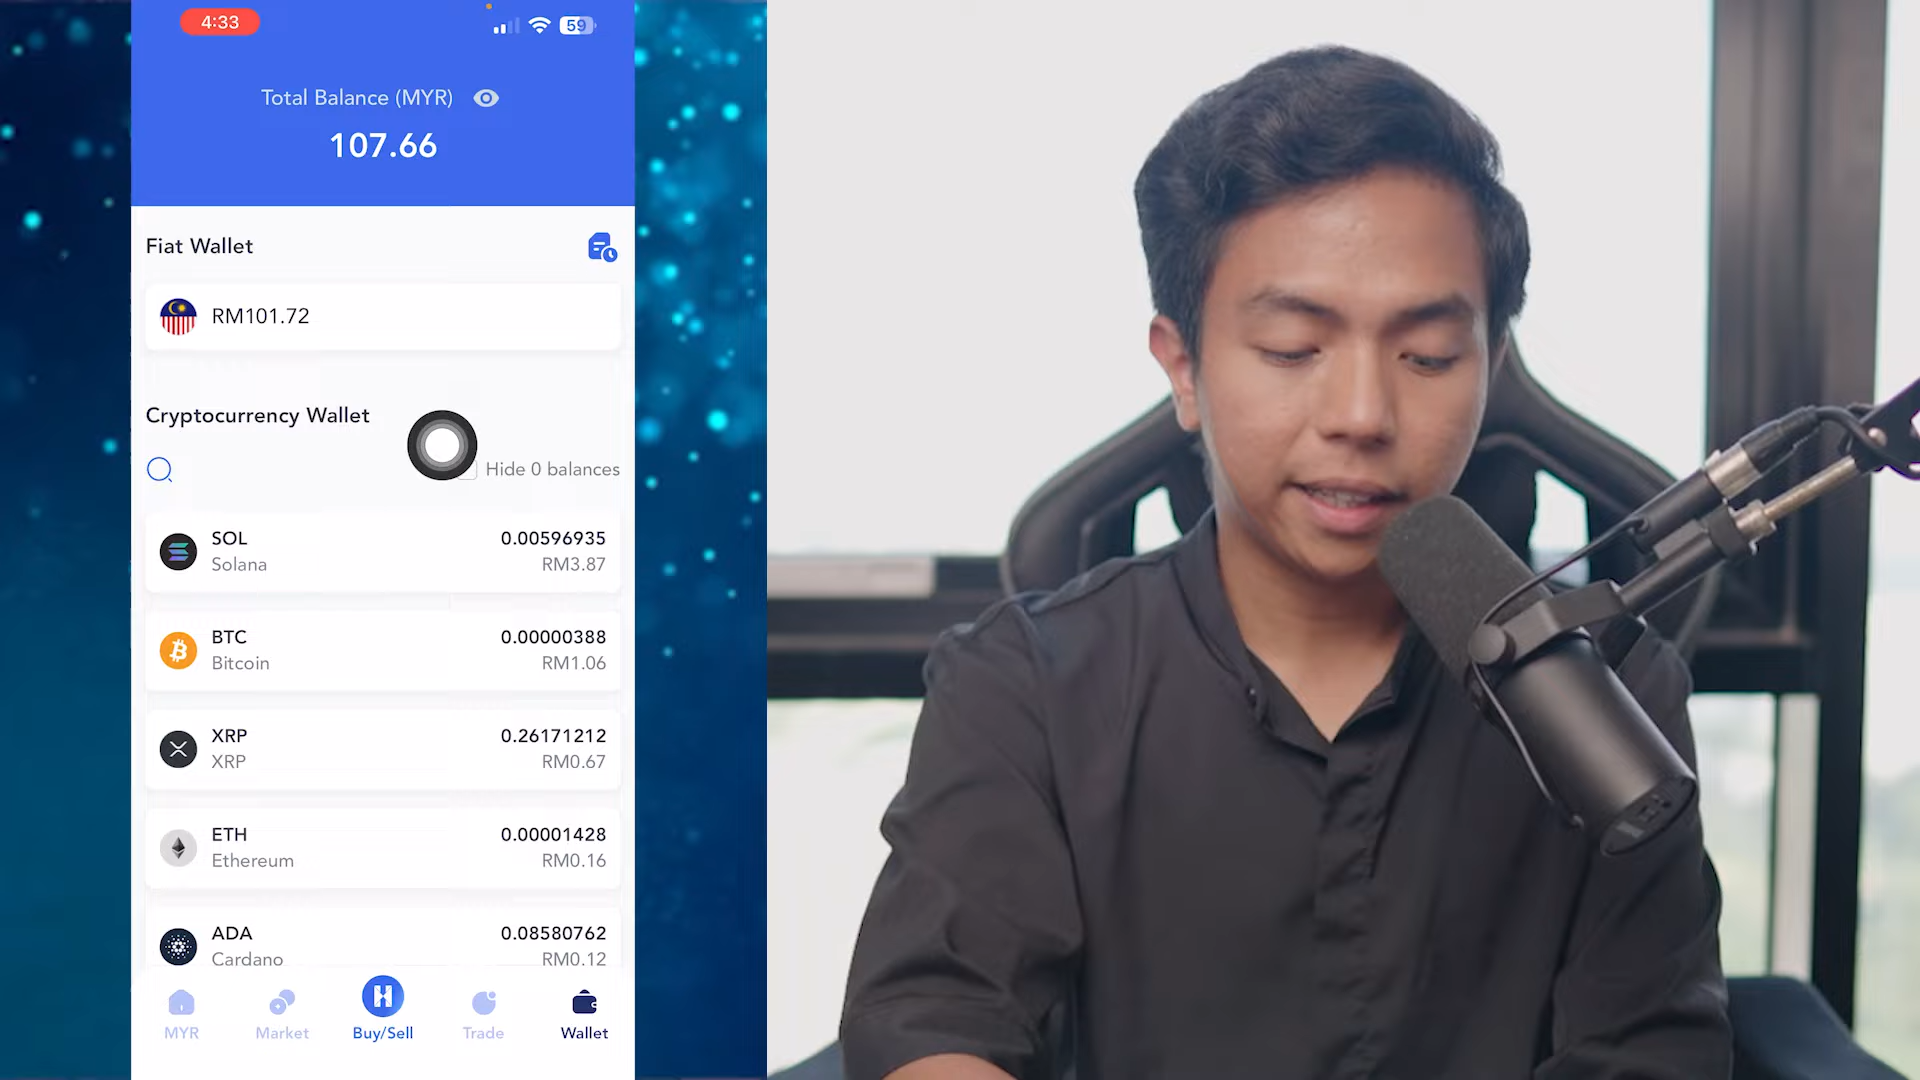 4:33
59
Total Balance (MYR)
107.66
Fiat Wallet
RM101.72
Cryptocurrency Wallet
Hide 0 balances
SOL 0.00596935
Solana RM3.87
BTC 0.00000388
Bitcoin RM1.06
XRP 0.26171212
XRP RM0.67
ETH 0.00001428
Ethereum RM0.16
ADA 0.08580762
Cardano RM0.12
MYR Market Buy/Sell Trade Wallet